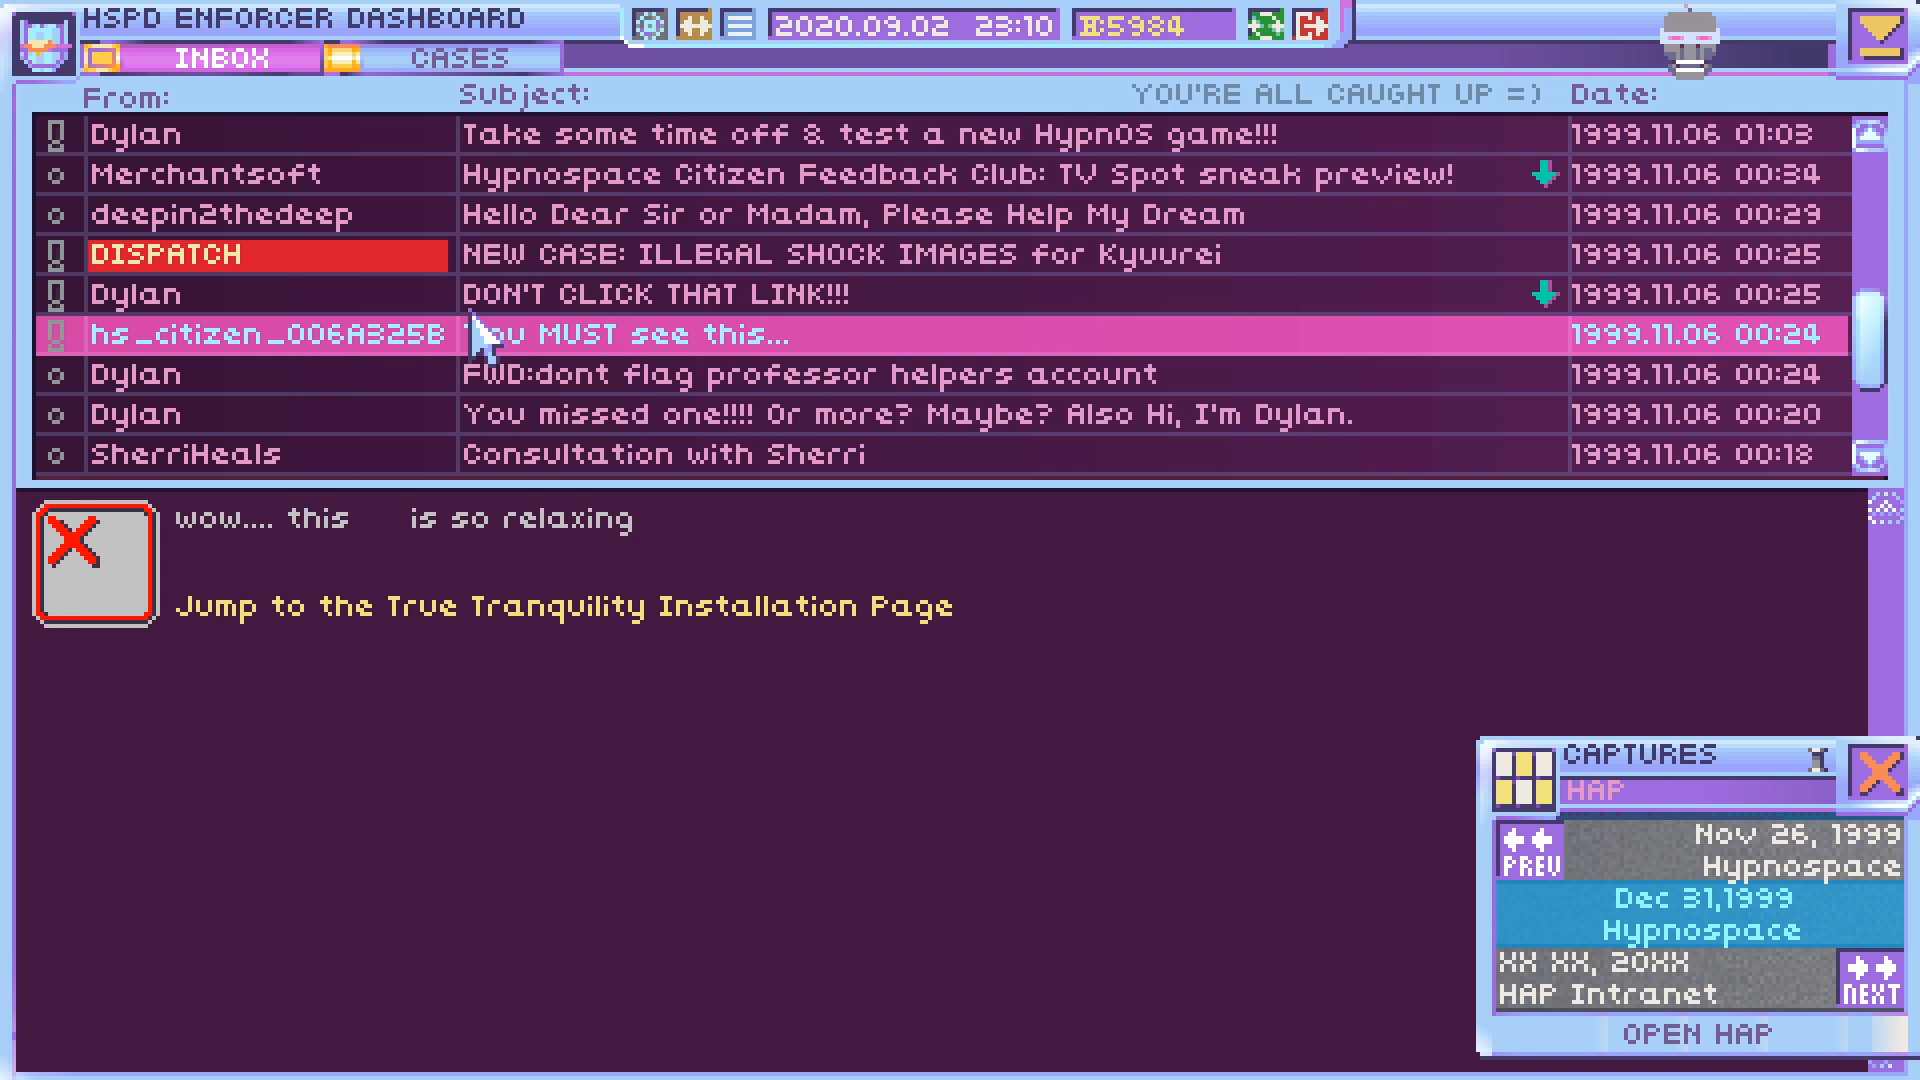 HSPD ENFORCER DASHBOARD
2020.09.02 23:10
ID5984
INBOX
CASES
From:
Subject:
YOU'RE ALL CAUGHT UP =)
Date:
Dylan Take some time off & test a new HypnOS game!!! 1999.11.06 01:03
Merchantsoft Hypnospace Citizen Feedback Club: TV Spot sneak preview! 1999.11.06 00:34
deepin2thedeep Hello Dear Sir or Madam, Please Help My Dream 1999.11.06 00:29
DISPATCH NEW CASE: ILLEGAL SHOCK IMAGES for Kyuurei 1999.11.06 00:25
Dylan DON'T CLICK THAT LINK!!! 1999.11.06 00:25
hs_citizen_006A325B You MUST see this... 1999.11.06 00:24
Dylan FWD:dont flag professor helpers account 1999.11.06 00:24
Dylan You missed one!!!! Or more? Maybe? Also Hi, I'm Dylan. 1999.11.06 00:20
SherriHeals Consultation with Sherri 1999.11.06 00:18
wow.... this is so relaxing
Jump to the True Tranquility Installation Page
CAPTURES
HAP
Nov 26, 1999
PREV Hypnospace
Dec 31,1999
Hypnospace
XX XX, 20XX
HAP Intranet NEXT
OPEN HAP